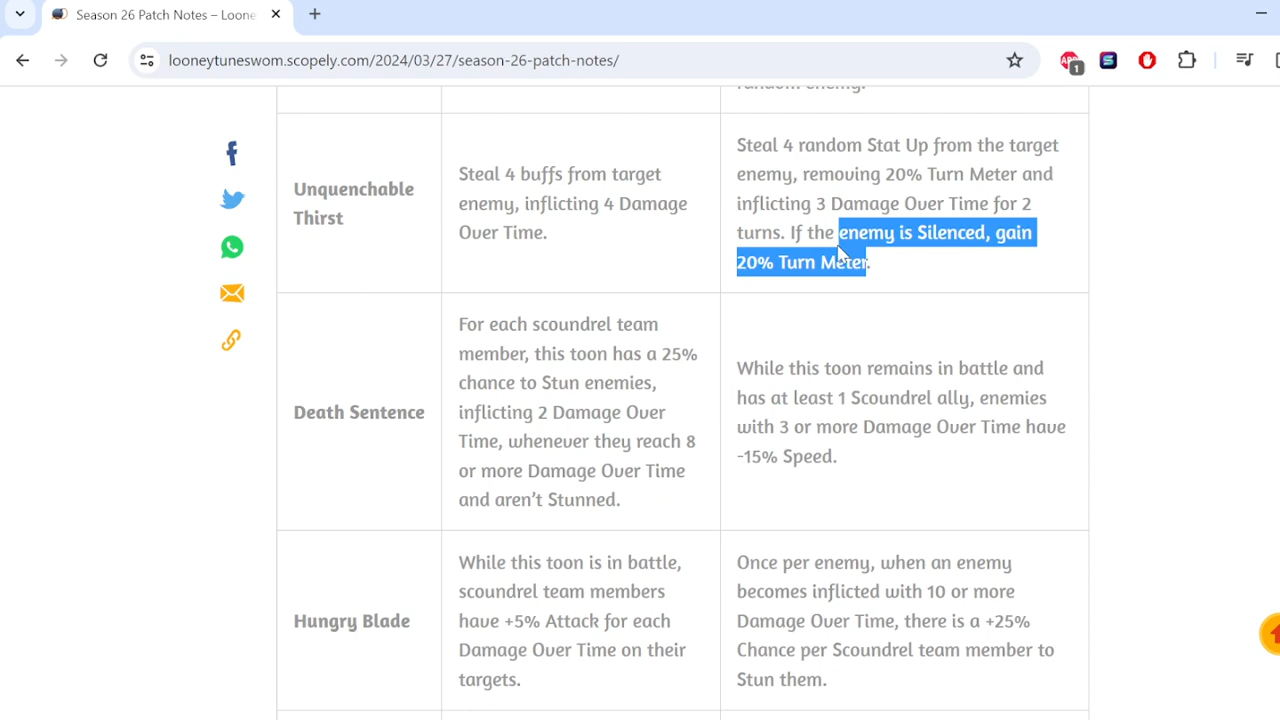 Season 26 Patch Notes – Loone
looneytuneswom.scopely.com/2024/03/27/season-26-patch-notes/
1
random enemy.
Unquenchable
Thirst
Steal 4 buffs from target
enemy, inflicting 4 Damage
Over Time.
Steal 4 random Stat Up from the target
enemy, removing 20% Turn Meter and
inflicting 3 Damage Over Time for 2
turns. If the enemy is Silenced, gain
20% Turn Meter.
Death Sentence
For each scoundrel team
member, this toon has a 25%
chance to Stun enemies,
inflicting 2 Damage Over
Time, whenever they reach 8
or more Damage Over Time
and aren't Stunned.
While this toon remains in battle and
has at least 1 Scoundrel ally, enemies
with 3 or more Damage Over Time have
-15% Speed.
Hungry Blade
While this toon is in battle,
scoundrel team members
have +5% Attack for each
Damage Over Time on their
targets.
Once per enemy, when an enemy
becomes inflicted with 10 or more
Damage Over Time, there is a +25%
Chance per Scoundrel team member to
Stun them.